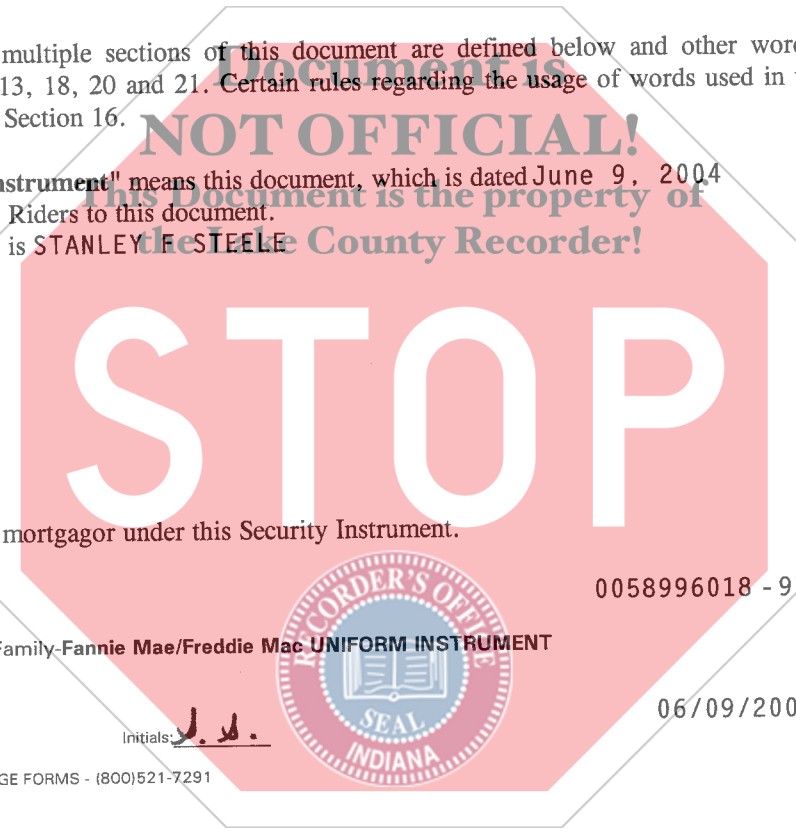 multiple sections of this document are defined below and other wor
Document is
13, 18, 20 and 21. Certain rules regarding the usage of words used in
Section 16.
NOT OFFICIAL!
nstrument" means this document, which is dated June 9, 2004
This Document is the property of
Riders to this document.
is STANLEY F STEELE
the Lake County Recorder!
STOP
mortgagor under this Security Instrument.
0058996018 - 9
RECORDER'S OFFICE
Family-Fannie Mae/Freddie Mac UNIFORM INSTRUMENT
SEAL
06/09/200
Initials:
INDIANA
GE FORMS - (800)521-7291